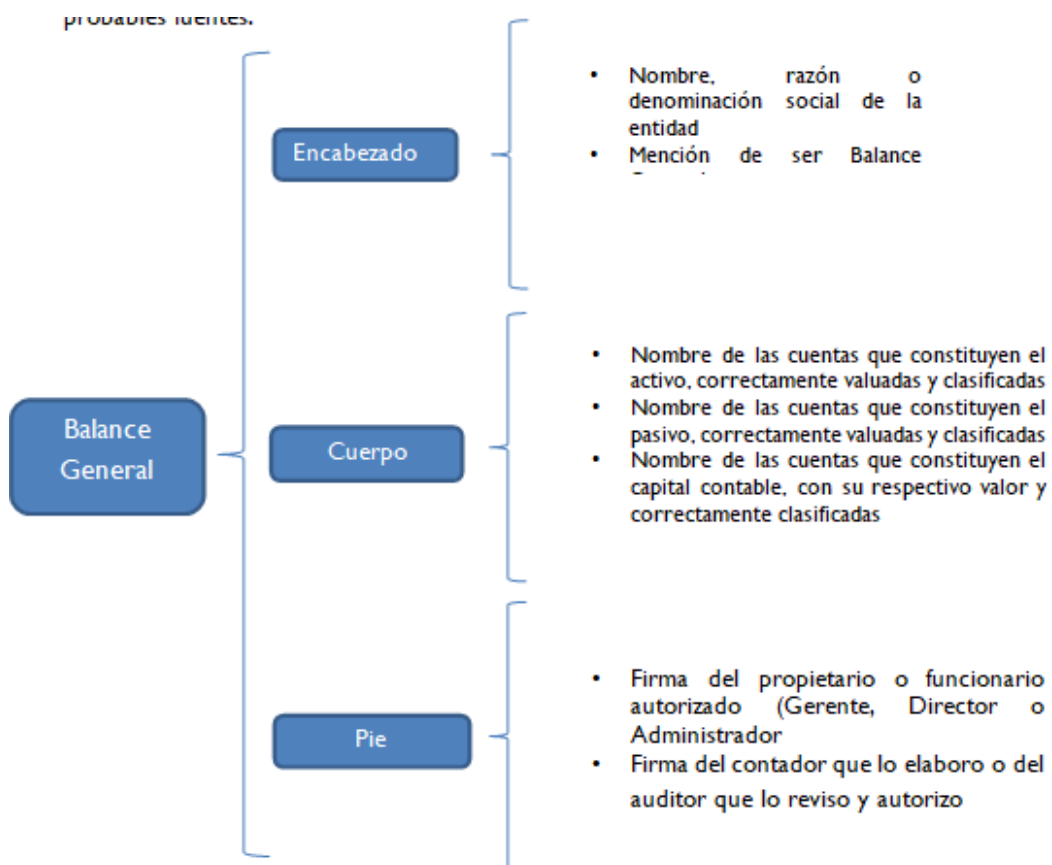 probables fuentes.
• Nombre, razón o
denominación social de la
entidad
• Mención de ser Balance
Encabezado
• Nombre de las cuentas que constituyen el
activo, correctamente valuadas y clasificadas
• Nombre de las cuentas que constituyen el
pasivo, correctamente valuadas y clasificadas
• Nombre de las cuentas que constituyen el
capital contable, con su respectivo valor y
correctamente clasificadas
Balance
General
Cuerpo
• Firma del propietario o funcionario
autorizado (Gerente, Director o
Administrador
• Firma del contador que lo elaboro o del
auditor que lo reviso y autorizo
Pie